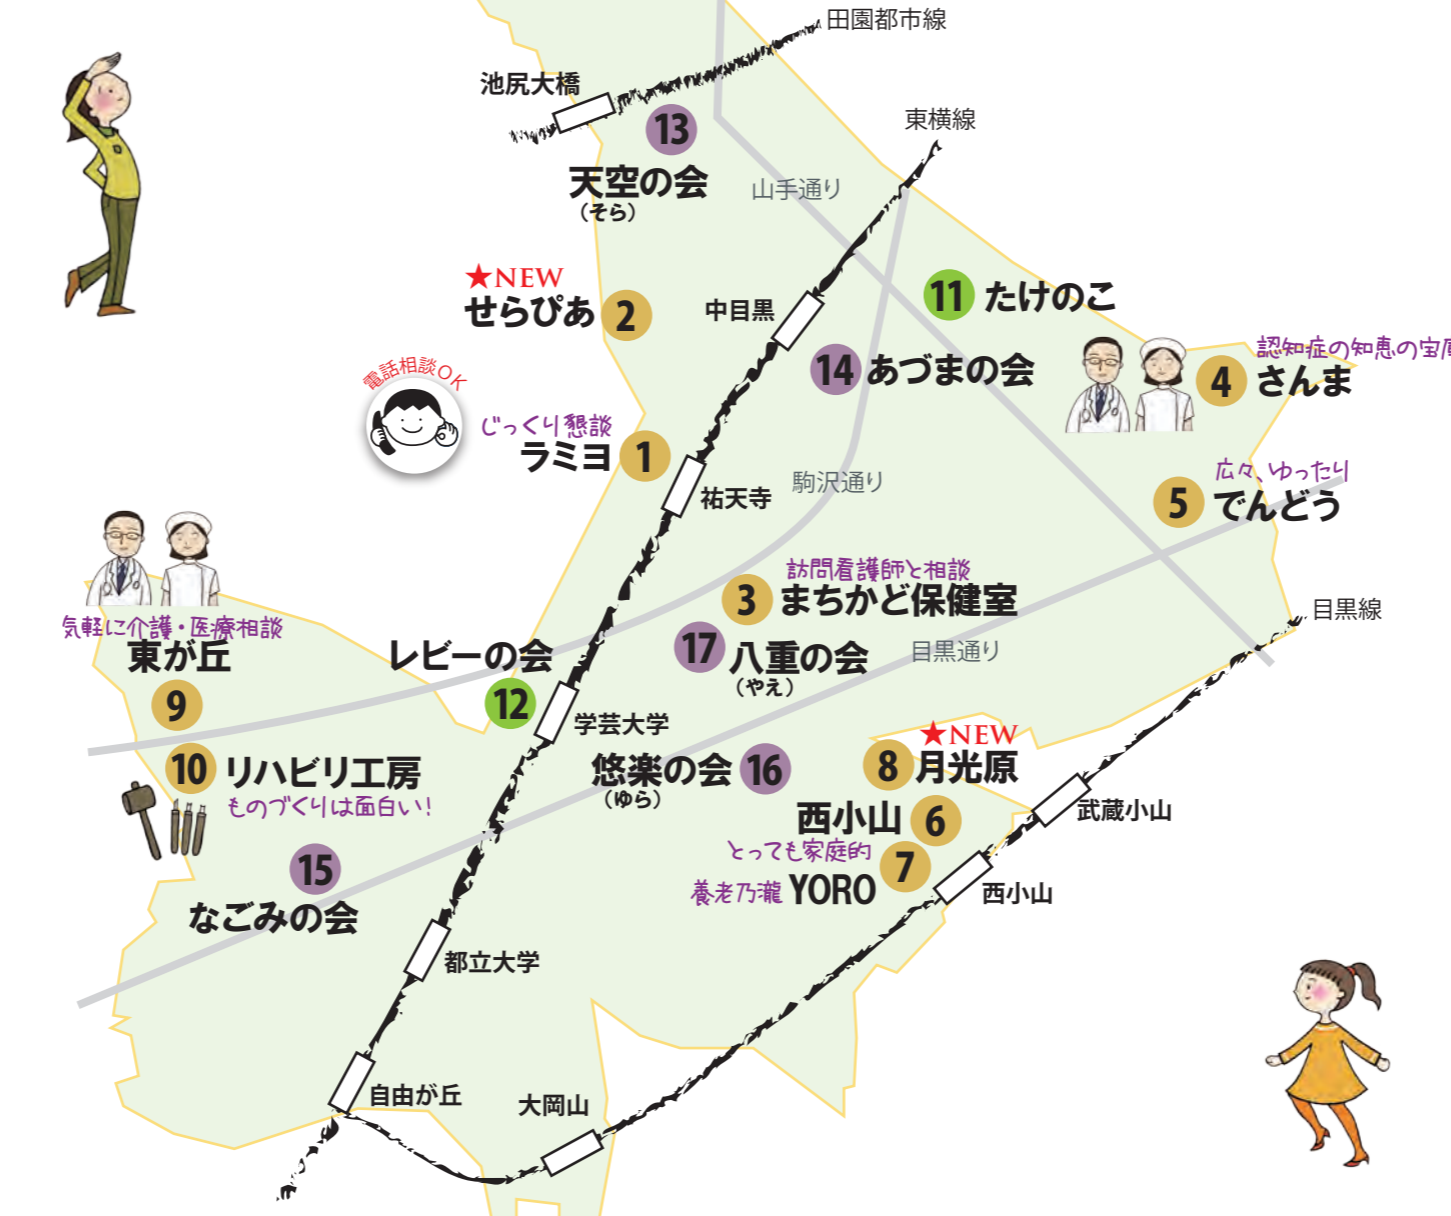 田園都市線
池尻大橋
13
天空の会
（そら）
東横線
山手通り
★NEW
せらぴあ 2
中目黒
11 たけのこ
14 あづまの会
認知症の知恵の宝
4 さんま
電話相談OK
じっくり懇談
ラミヨ 1
祐天寺
駒沢通り
広々、ゆったり
5 でんどう
訪問看護師と相談
3 まちかど保健室
17 八重の会
（やえ）
目黒通り
目黒線
気軽に介護・医療相談
東が丘
9
レビーの会
12
学芸大学
10 リハビリ工房
ものづくりは面白い！
悠楽の会 16
（ゆら）
★NEW
8 月光原
西小山 6
武蔵小山
とっても家庭的
養老乃瀧 YORO 7
西小山
15
なごみの会
都立大学
自由が丘
大岡山